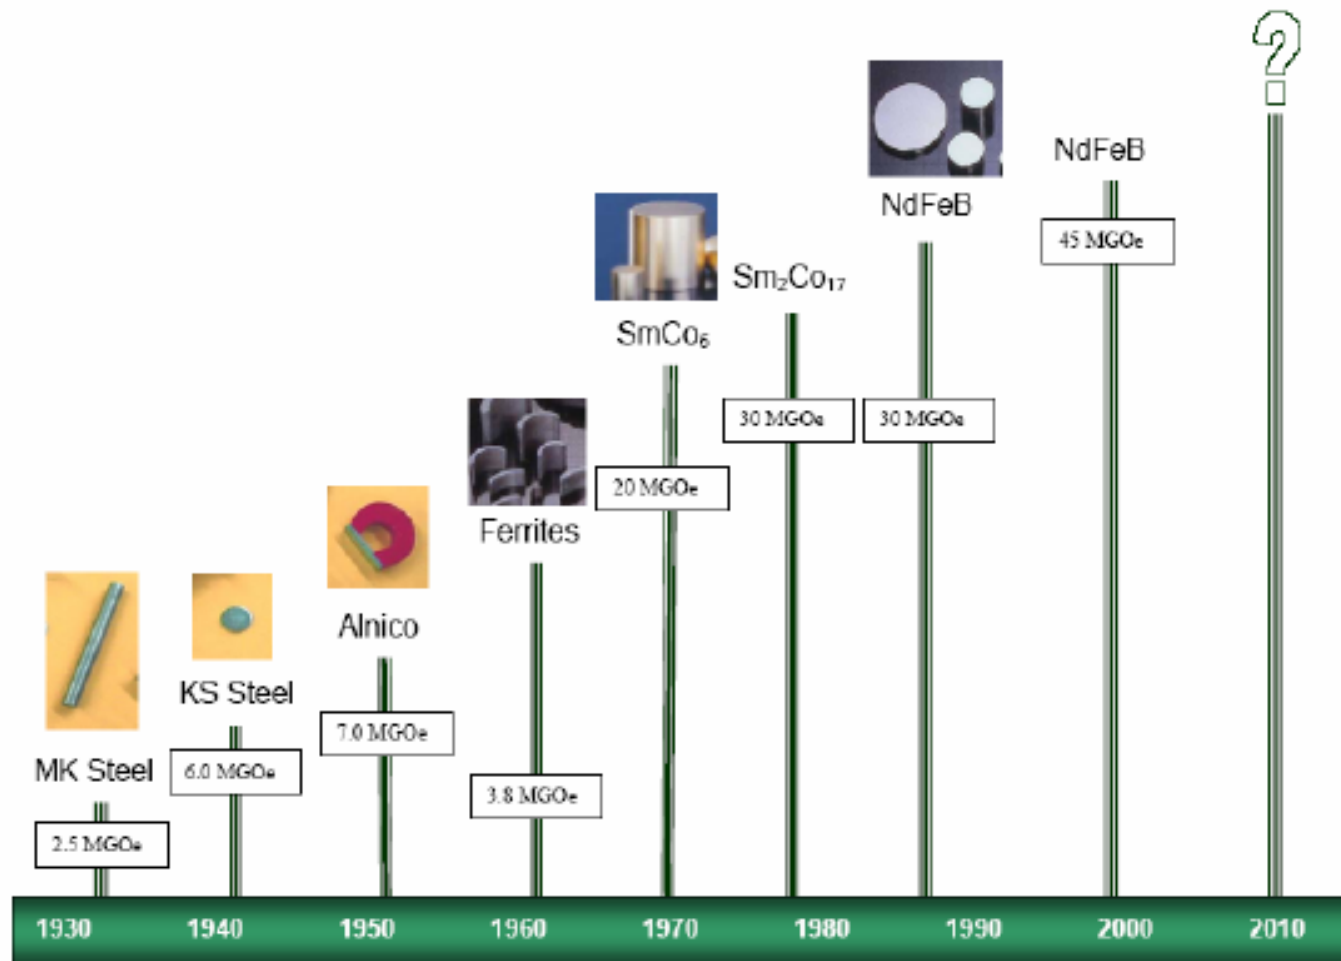 ?
NdFeB
45 MGOe
NdFeB
30 MGOe
Sm₂Co₁₇
30 MGOe
SmCo₅
20 MGOe
Ferrites
3.8 MGOe
Alnico
7.0 MGOe
KS Steel
6.0 MGOe
MK Steel
2.5 MGOe
1930 1940 1950 1960 1970 1980 1990 2000 2010